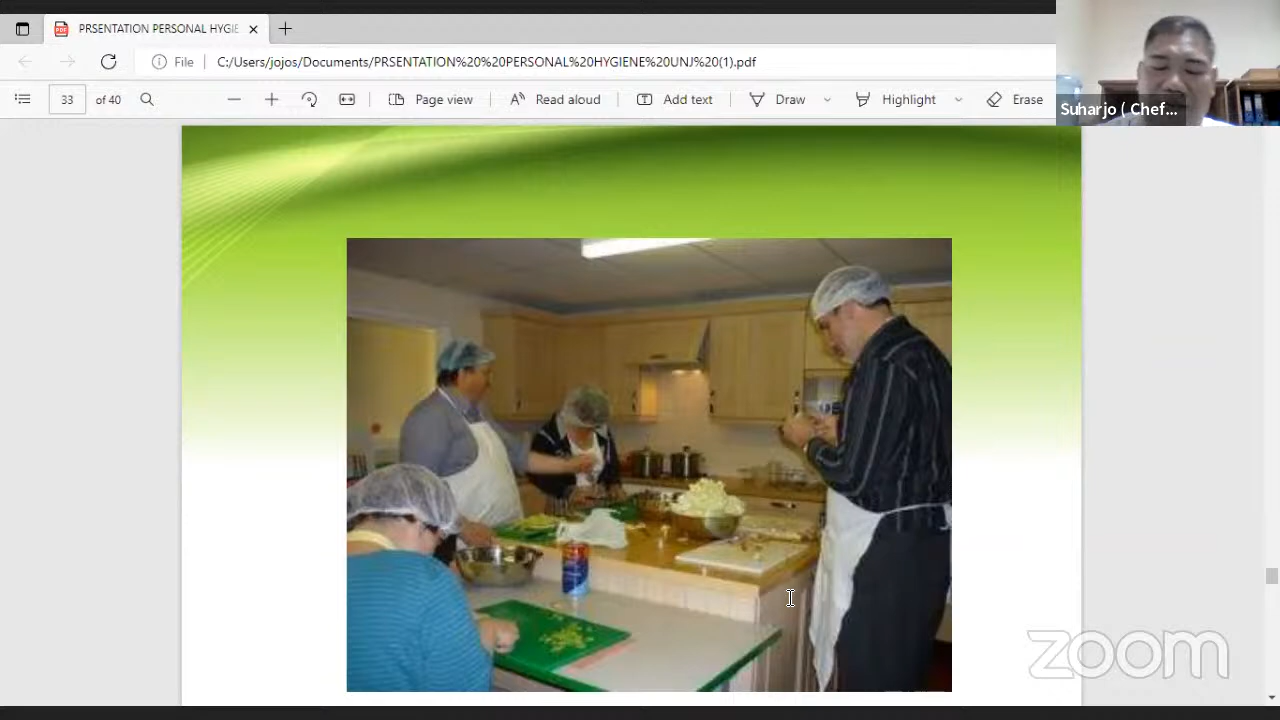 PRSENTATION PERSONAL HYGIE
File
C:/Users/jojos/Documents/PRSENTATION%20%20PERSONAL%20HYGIENE%20UNJ%20(1).pdf
33 of 40
Page view
Read aloud
Add text
Draw
Highlight
Erase
Suharjo ( Chef...
zoom